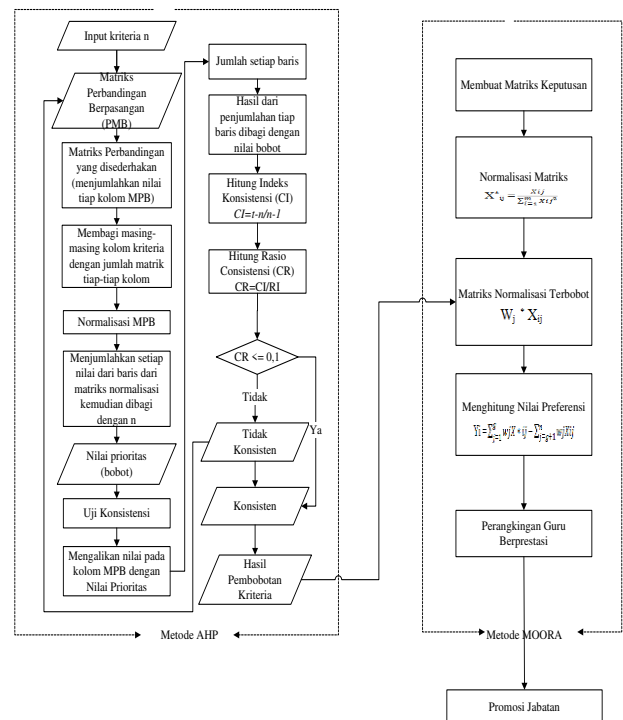 Input kriteria n
Matriks
Perbandingan
Berpasangan
(PMB)
Matriks Perbandingan
yang disederhakan
(menjumlahkan nilai
tiap kolom MPB)
Membagi masing-
masing kolom kriteria
dengan jumlah matrik
tiap-tiap kolom
Normalisasi MPB
Menjumlahkan setiap
nilai dari baris dari
matriks normalisasi
kemudian dibagi
dengan n
Nilai prioritas
(bobot)
Uji Konsistensi
Mengalikan nilai pada
kolom MPB dengan
Nilai Prioritas
Jumlah setiap baris
Hasil dari
penjumlahan tiap
baris dibagi dengan
nilai bobot
Hitung Indeks
Konsistensi (CI)
CI=t-n/n-1
Hitung Rasio
Consistensi (CR)
CR=CI/RI
CR <= 0,1
Tidak
Ya
Tidak
Konsisten
Konsisten
Hasil
Pembobotan
Kriteria
Metode AHP
Membuat Matriks Keputusan
Normalisasi Matriks
Matriks Normalisasi Terbobot
W_j * X_ij
Menghitung Nilai Preferensi
Perangkingan Guru
Berprestasi
Metode MOORA
Promosi Jabatan